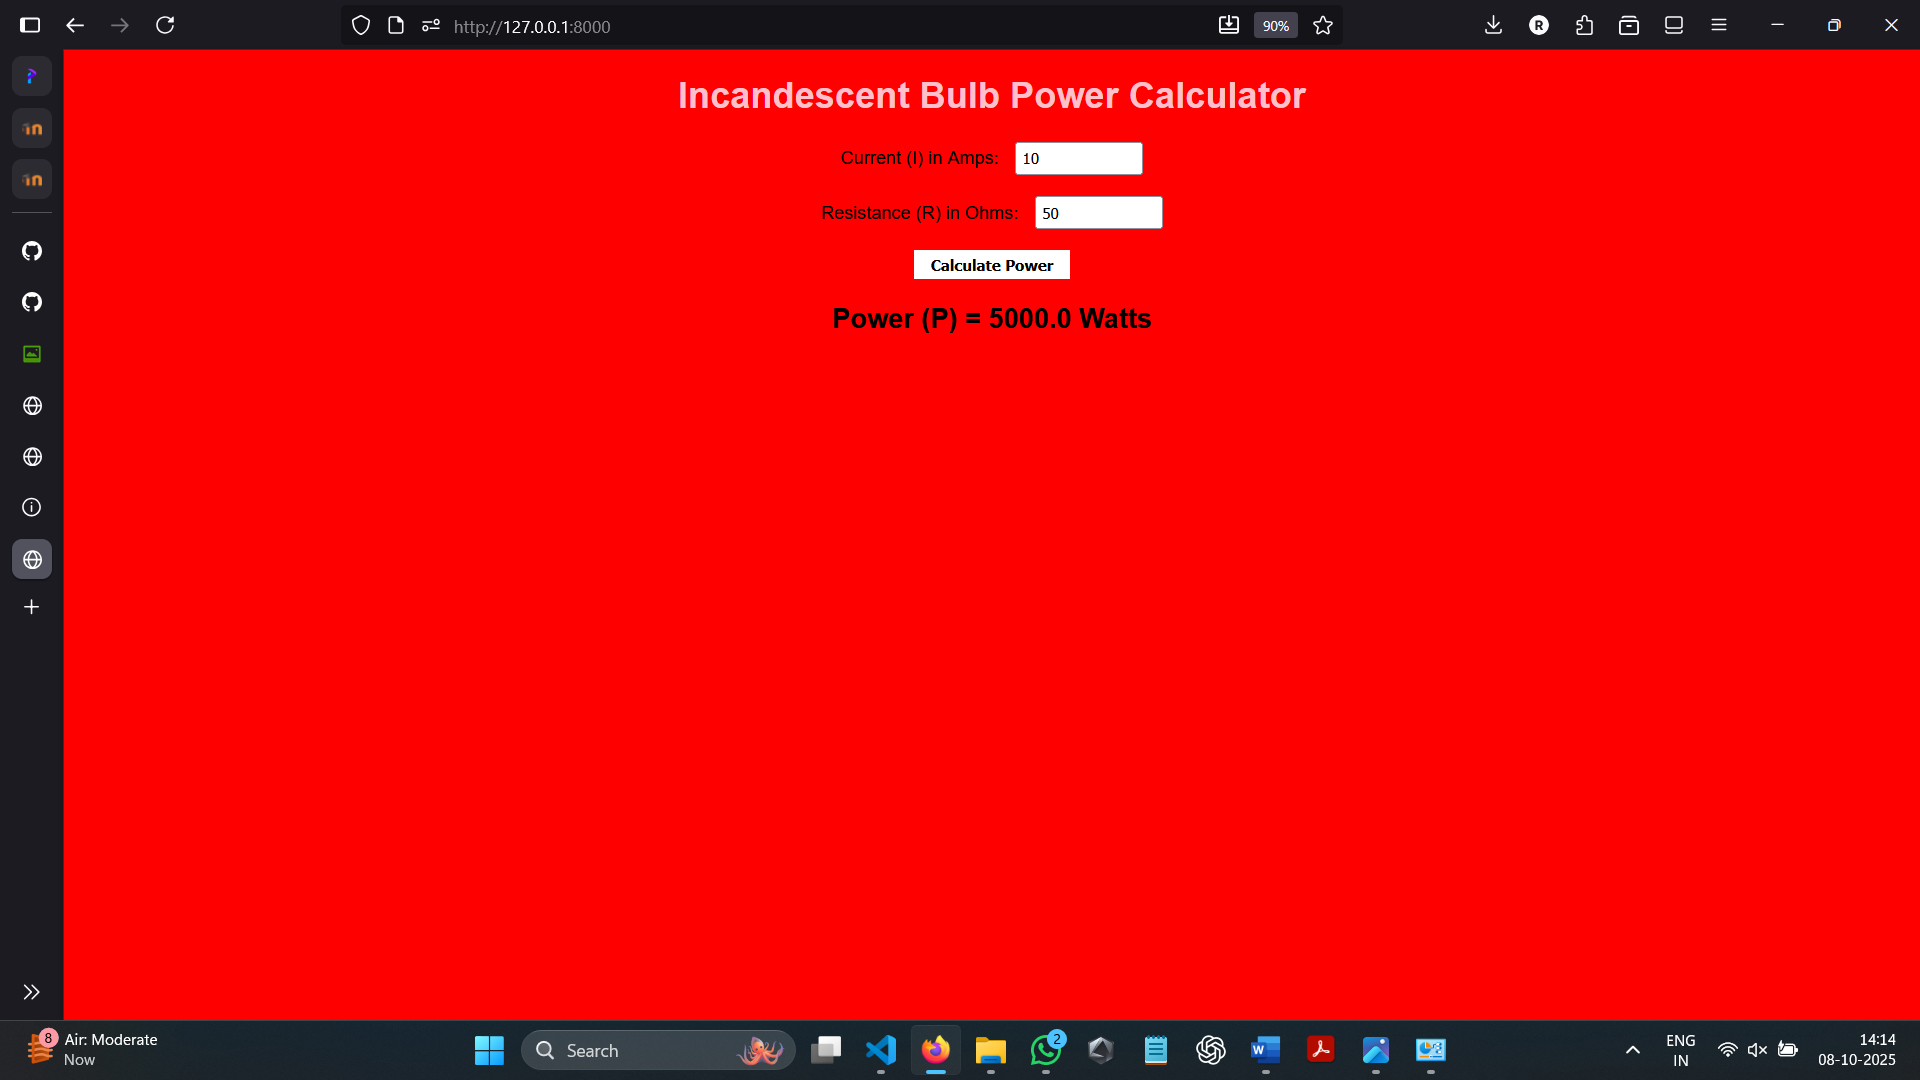 http://127.0.0.1:8000
90%
R
Incandescent Bulb Power Calculator
Current (I) in Amps: 10
Resistance (R) in Ohms: 50
Calculate Power
Power (P) = 5000.0 Watts
8
Air: Moderate
Now
Search
2
W
ENG
IN
14:14
08-10-2025